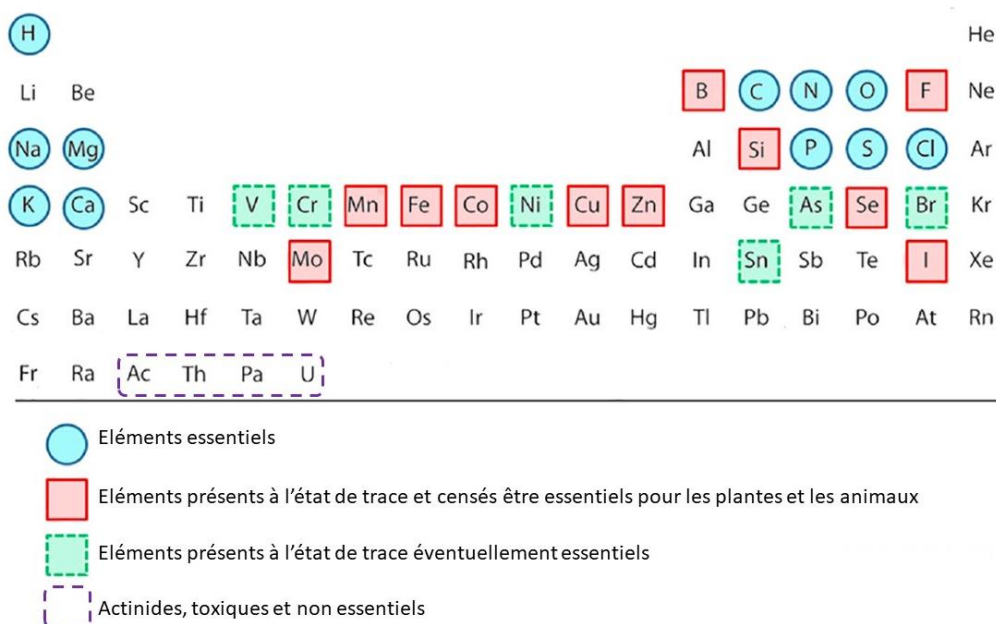 H He
Li Be B C N O F Ne
Na Mg Al Si P S Cl Ar
K Ca Sc Ti V Cr Mn Fe Co Ni Cu Zn Ga Ge As Se Br Kr
Rb Sr Y Zr Nb Mo Tc Ru Rh Pd Ag Cd In Sn Sb Te I Xe
Cs Ba La Hf Ta W Re Os Ir Pt Au Hg Tl Pb Bi Po At Rn
Fr Ra Ac Th Pa U
Eléments essentiels
Eléments présents à l'état de trace et censés être essentiels pour les plantes et les animaux
Eléments présents à l'état de trace éventuellement essentiels
Actinides, toxiques et non essentiels